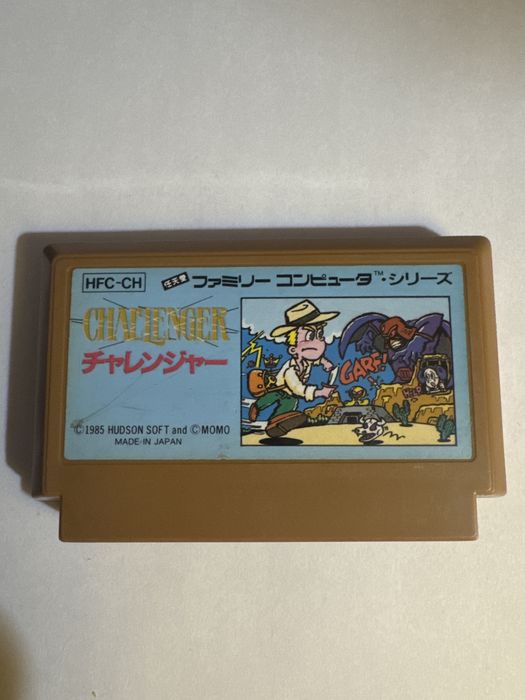 HFC-CH
任天堂 ファミリー コンピュータ™・シリーズ
CHALLENGER
チャレンジャー
GARF!
©1985 HUDSON SOFT and ©MOMO
MADE IN JAPAN